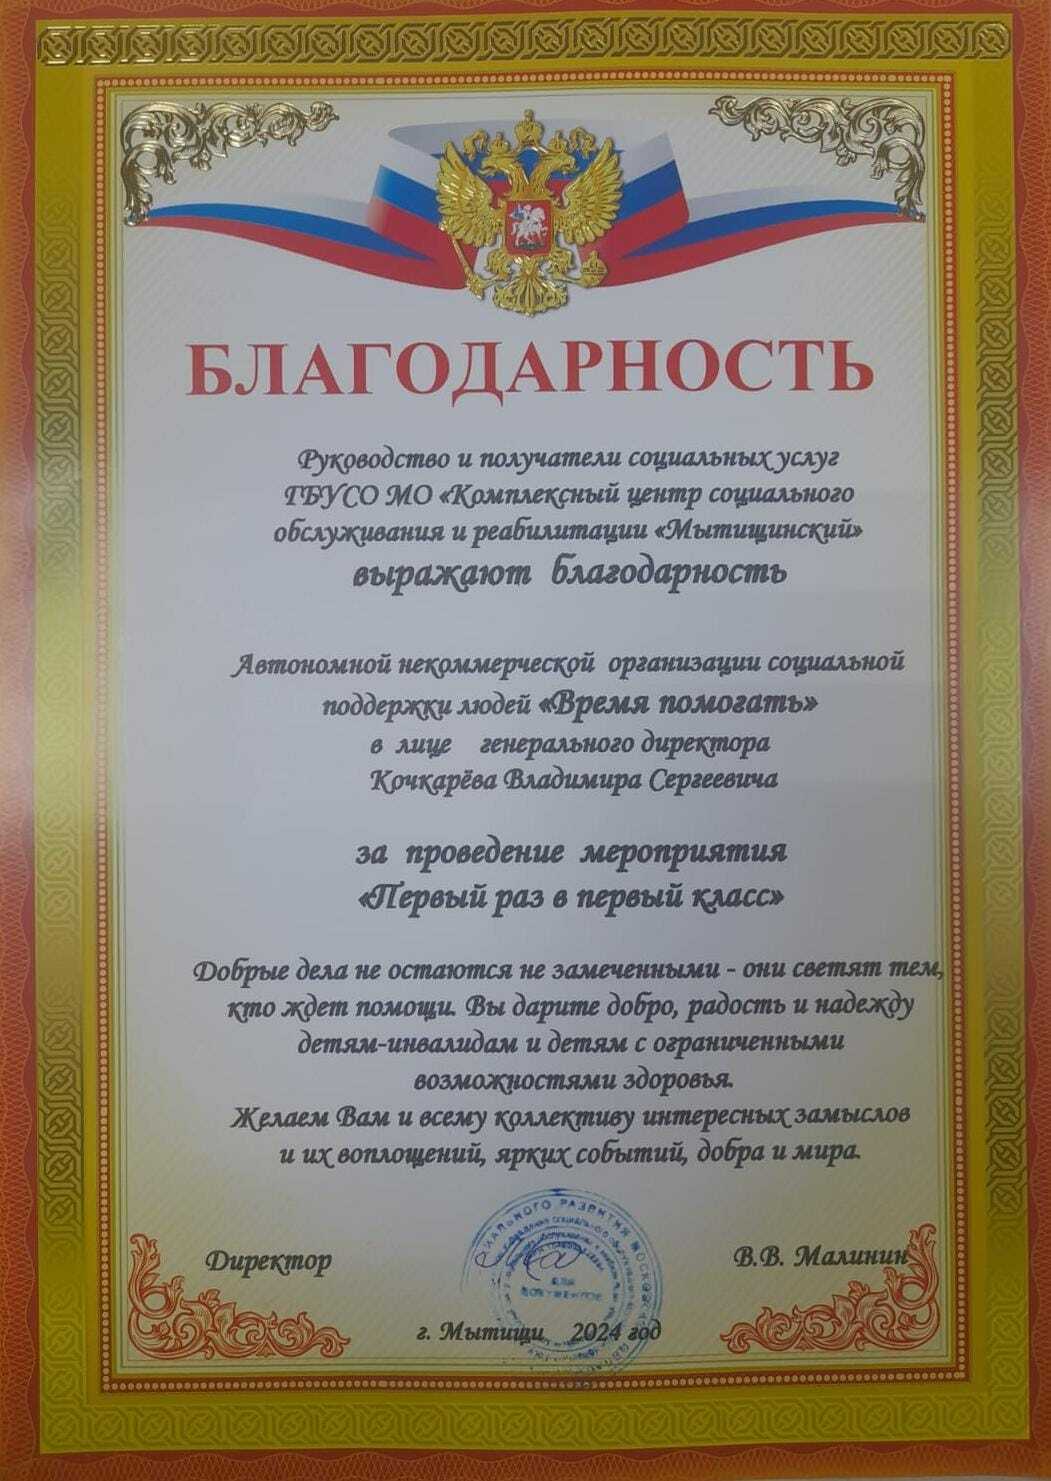 БЛАГОДАРНОСТЬ
Руководство и получатели социальных услуг
ГБУСО МО «Комплексный центр социального
обслуживания и реабилитации «Мытищинский»
выражают благодарность
Автономной некоммерческой организации социальной
поддержки людей «Время помогать»
в лице генерального директора
Кочкарёва Владимира Сергеевича
за проведение мероприятия
«Первый раз в первый класс»
Добрые дела не остаются не замеченными - они светят тем,
кто ждет помощи. Вы дарите добро, радость и надежду
детям-инвалидам и детям с ограниченными
возможностями здоровья.
Желаем Вам и всему коллективу интересных замыслов
и их воплощений, ярких событий, добра и мира.
Директор
В.В. Малинин
ДЛЯ
ДОКУМЕНТОВ
г. Мытищи 2024 год